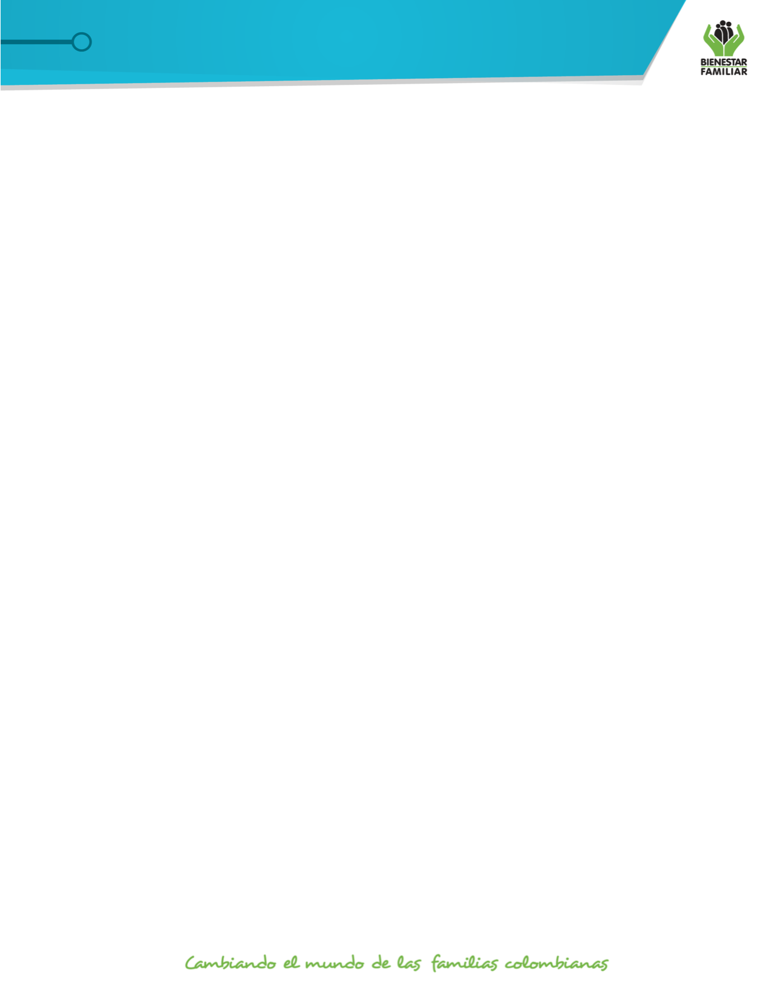 BIENESTAR
FAMILIAR
Cambiando el mundo de las familias colombianas